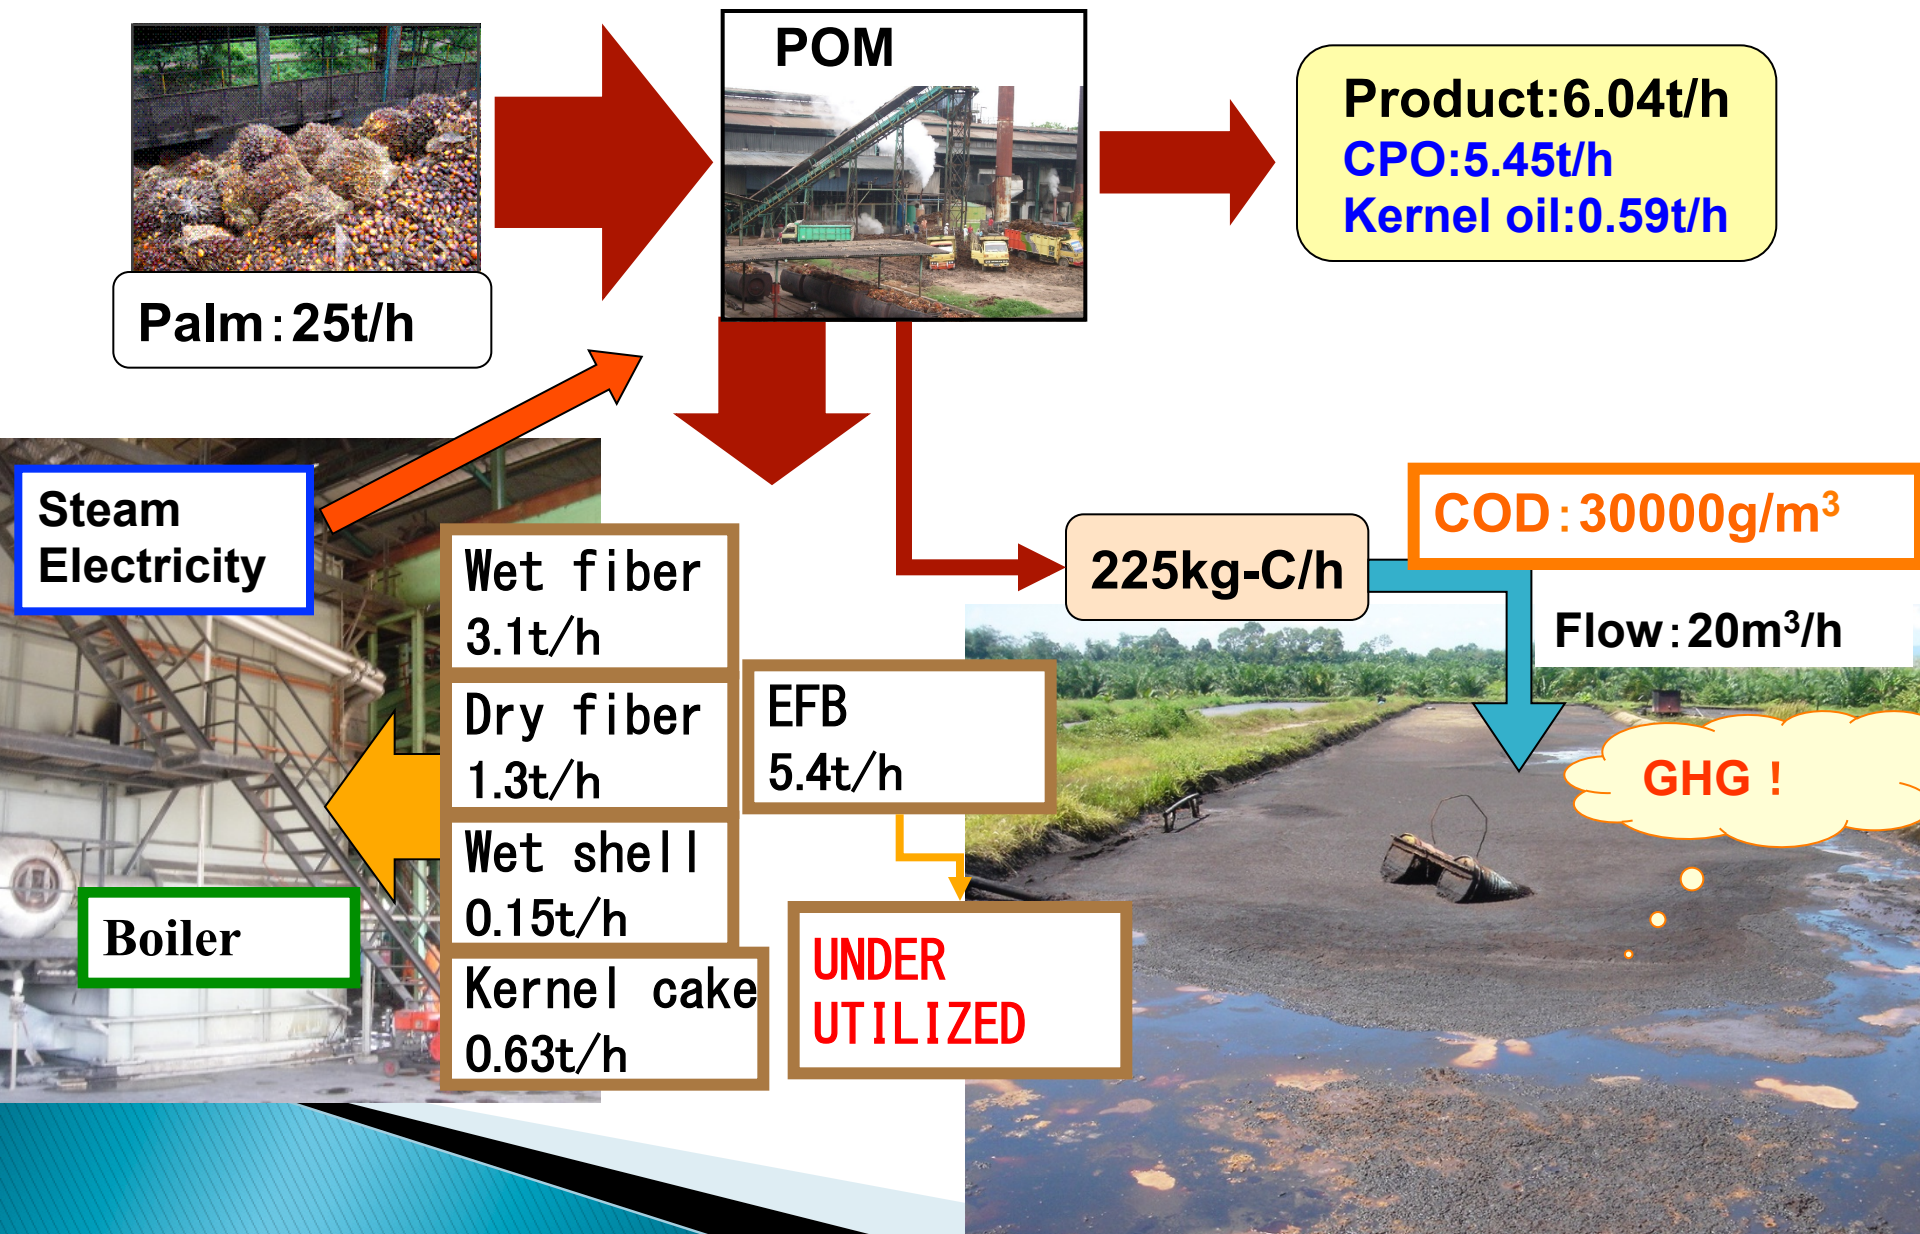 POM
Product:6.04t/h
CPO:5.45t/h
Kernel oil:0.59t/h
Palm:25t/h
Steam
Electricity
Wet fiber
3.1t/h
Dry fiber
1.3t/h
Wet shell
0.15t/h
Kernel cake
0.63t/h
Boiler
EFB
5.4t/h
UNDER
UTILIZED
225kg-C/h
COD:30000g/m³
Flow:20m³/h
GHG !